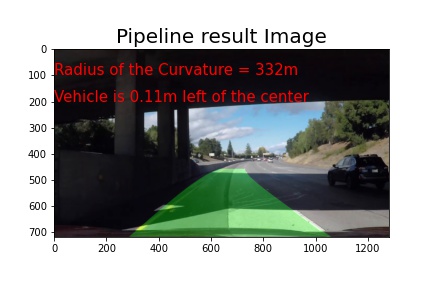 Pipeline result Image
Radius of the Curvature = 332m
Vehicle is 0.11m left of the center
0
100
200
300
400
500
600
700
0 200 400 600 800 1000 1200